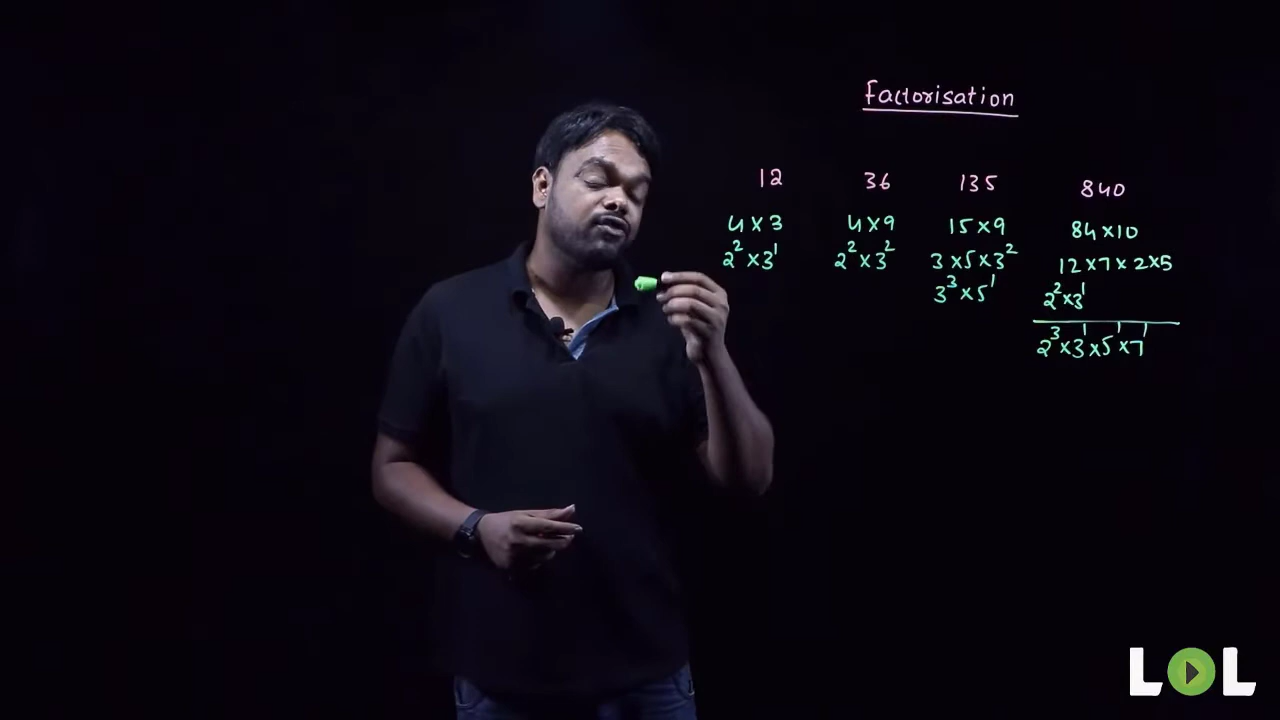 Factorisation
12 36 135 840
4 × 3 4 × 9 15 × 9 84 × 10
2² × 3¹ 2² × 3² 3 × 5 × 3² 12 × 7 × 2 × 5
3³ × 5¹ 2² × 3¹
2³ × 3¹ × 5¹ × 7¹
LOL